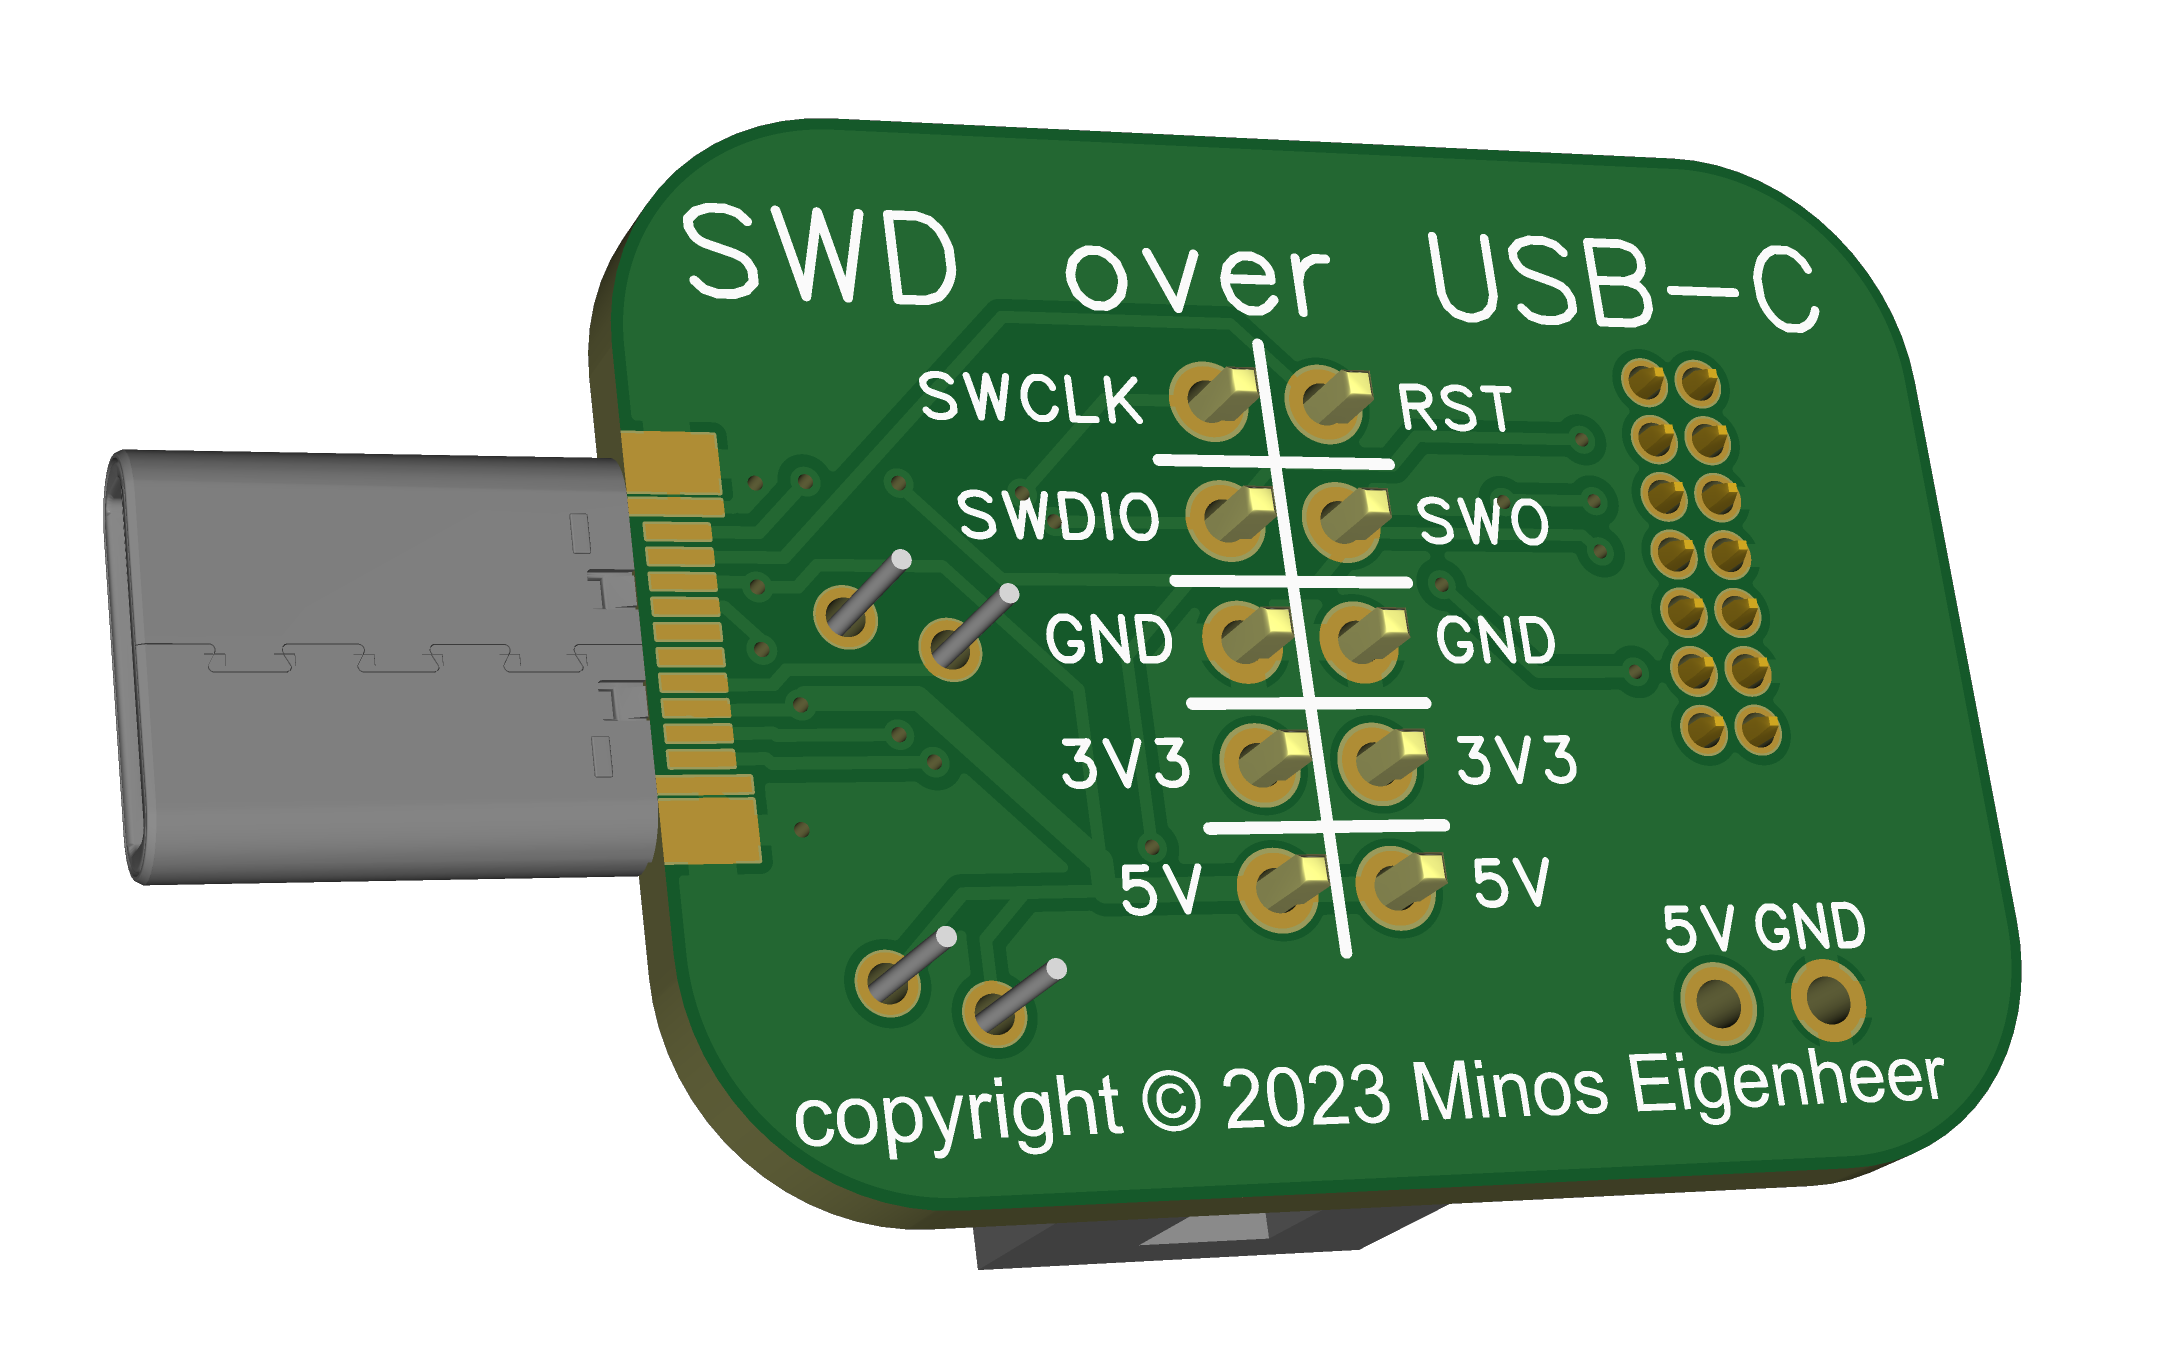 SWD over USB-C
SWCLK RST
SWDIO SWO
GND GND
3V3 3V3
5V 5V
5V GND
copyright © 2023 Minos Eigenheer